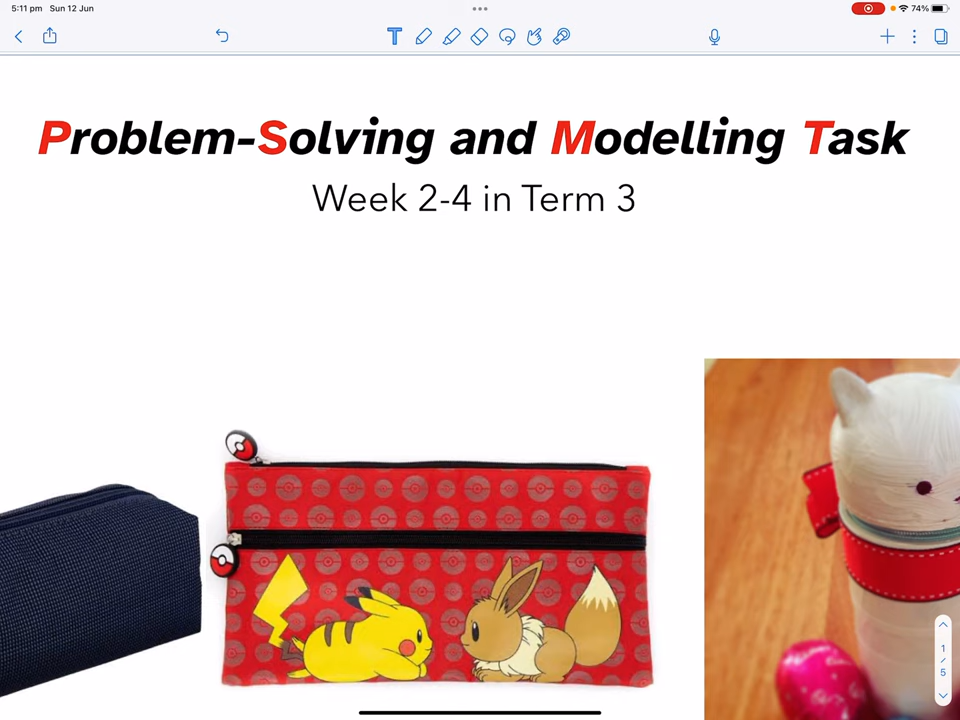 5:11 pm Sun 12 Jun
74%
Problem-Solving and Modelling Task
Week 2-4 in Term 3
1
/
5